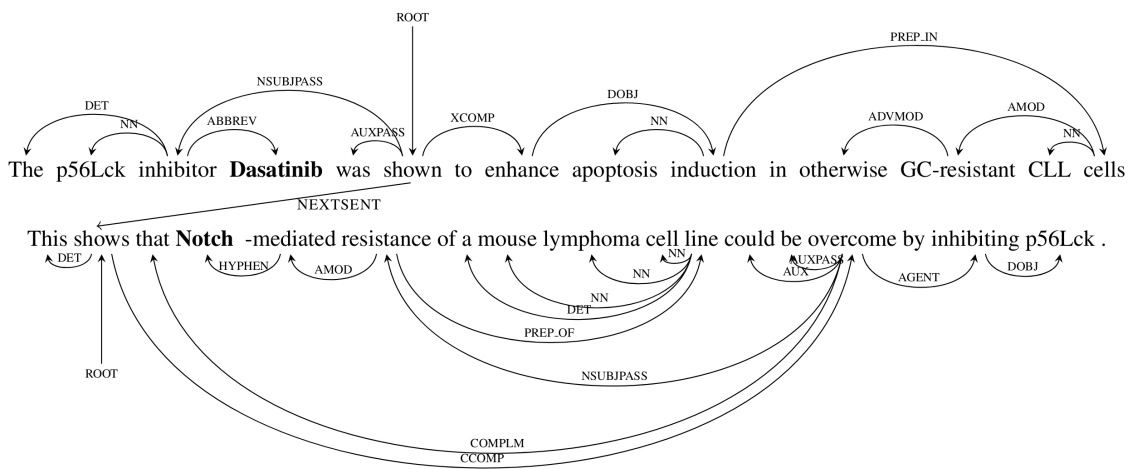 ROOT
PREP_IN
NSUBJPASS
DOBJ
DET
AMOD
NN
ABBREV
AUXPASS
XCOMP
NN
ADVMOD
NN
The p56Lck inhibitor Dasatinib was shown to enhance apoptosis induction in otherwise GC-resistant CLL cells
NEXTSENT
This shows that Notch -mediated resistance of a mouse lymphoma cell line could be overcome by inhibiting p56Lck .
DET
HYPHEN
AMOD
NN
NN
NN
DET
AUXPASS
AUX
AGENT
DOBJ
PREP_OF
ROOT
NSUBJPASS
COMPLM
CCOMP